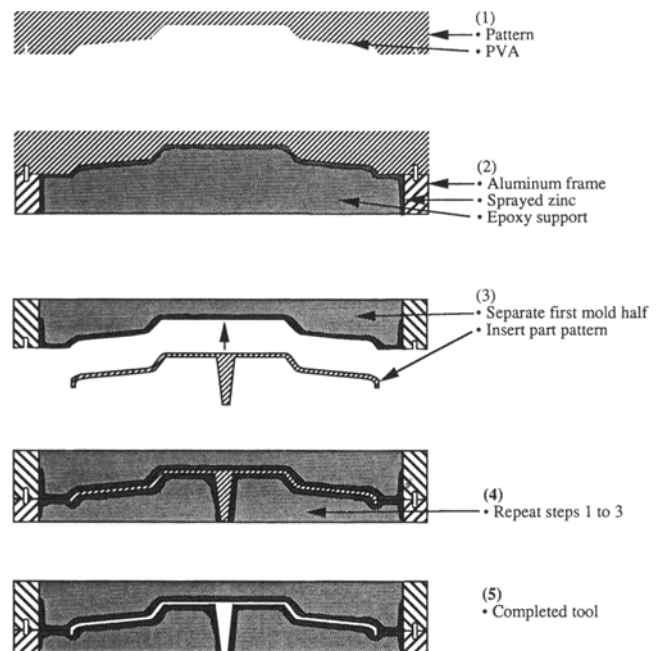 (1)
• Pattern
• PVA
(2)
• Aluminum frame
• Sprayed zinc
• Epoxy support
(3)
• Separate first mold half
• Insert part pattern
(4)
• Repeat steps 1 to 3
(5)
• Completed tool